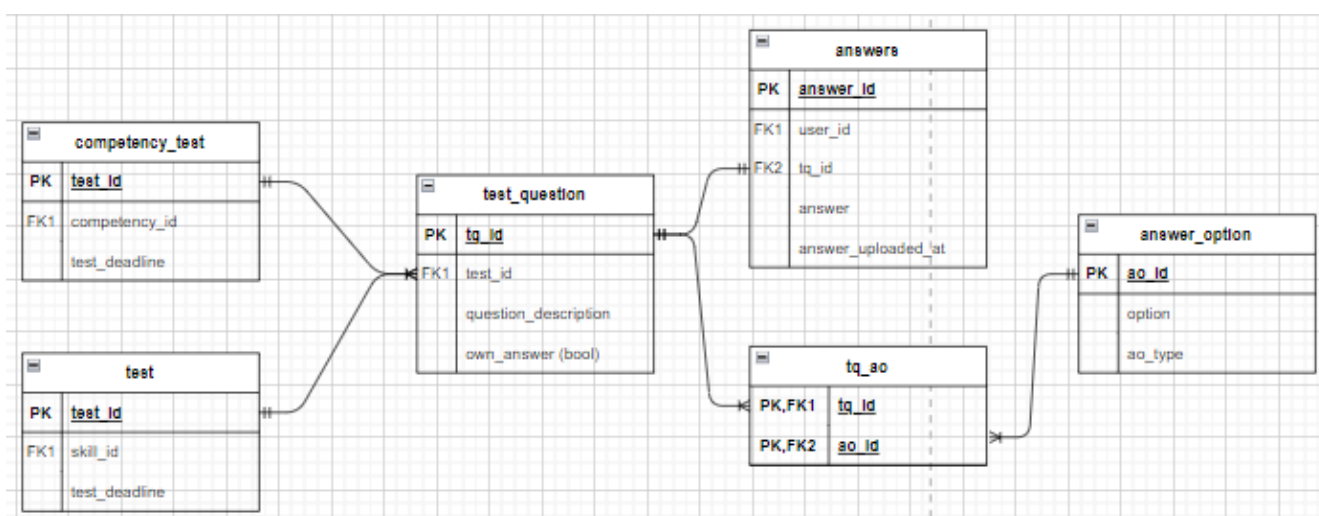 competency_test
PK test_id
FK1 competency_id
test_deadline
test
PK test_id
FK1 skill_id
test_deadline
test_question
PK tq_id
FK1 test_id
question_description
own_answer (bool)
answers
PK answer_id
FK1 user_id
FK2 tq_id
answer
answer_uploaded_at
tq_ao
PK,FK1 tq_id
PK,FK2 ao_id
answer_option
PK ao_id
option
ao_type